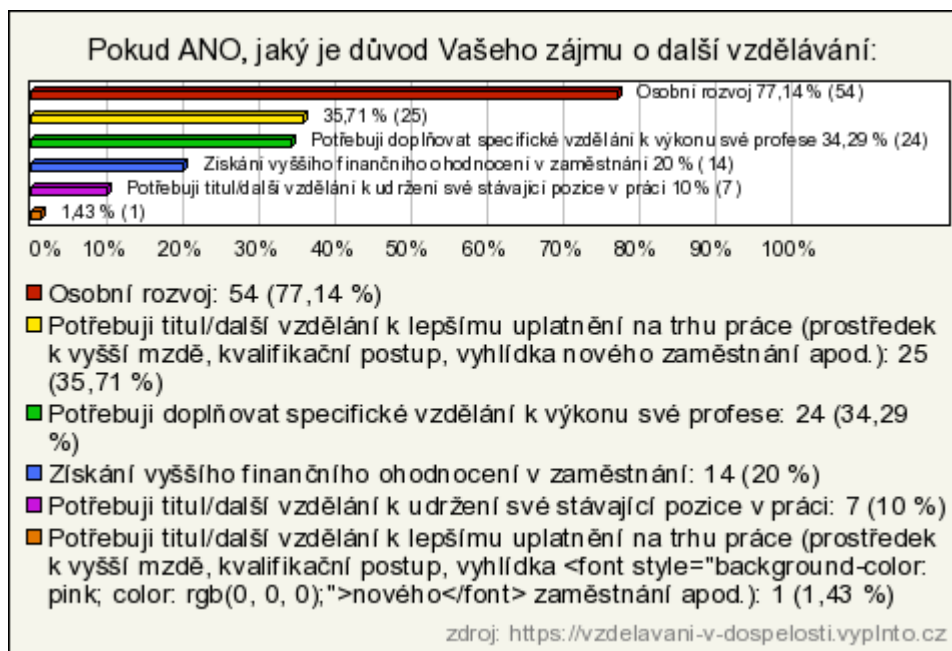 Pokud ANO, jaký je důvod Vašeho zájmu o další vzdělávání:
Osobní rozvoj 77,14 % (54)
35,71 % (25)
Potřebuji doplňovat specifické vzdělání k výkonu své profese 34,29 % (24)
Získání vyššího finančního ohodnocení v zaměstnání 20 % (14)
Potřebuji titul/další vzdělání k udržení své stávající pozice v práci 10 % (7)
1,43 % (1)
0% 10% 20% 30% 40% 50% 60% 70% 80% 90% 100%
Osobní rozvoj: 54 (77,14 %)
Potřebuji titul/další vzdělání k lepšímu uplatnění na trhu práce (prostředek
k vyšší mzdě, kvalifikační postup, vyhlídka nového zaměstnání apod.): 25
(35,71 %)
Potřebuji doplňovat specifické vzdělání k výkonu své profese: 24 (34,29
%)
Získání vyššího finančního ohodnocení v zaměstnání: 14 (20 %)
Potřebuji titul/další vzdělání k udržení své stávající pozice v práci: 7 (10 %)
Potřebuji titul/další vzdělání k lepšímu uplatnění na trhu práce (prostředek
k vyšší mzdě, kvalifikační postup, vyhlídka <font style="background-color:
pink; color: rgb(0, 0, 0);">nového</font> zaměstnání apod.): 1 (1,43 %)
zdroj: https://vzdelavani-v-dospelosti.vyplnto.cz